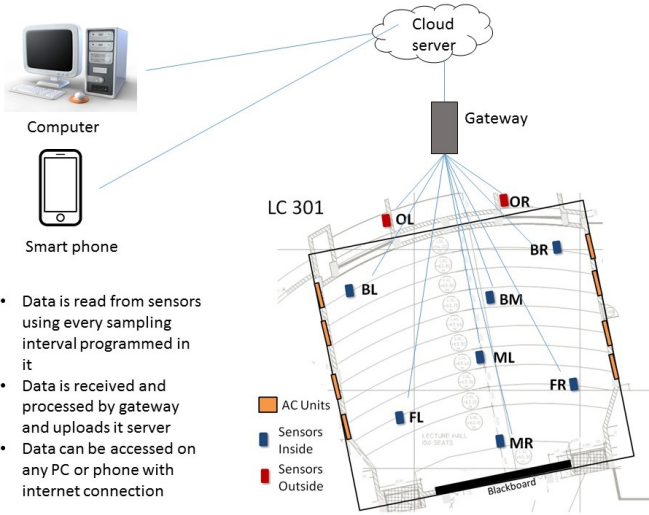 Cloud
server
Gateway
Computer
Smart phone
LC 301
OL
OR
BR
BL
BM
ML
FR
FL
MR
LECTURE HALL
Blackboard
AC Units
Sensors
Inside
Sensors
Outside
• Data is read from sensors
using every sampling
interval programmed in
it
• Data is received and
processed by gateway
and uploads it server
• Data can be accessed on
any PC or phone with
internet connection